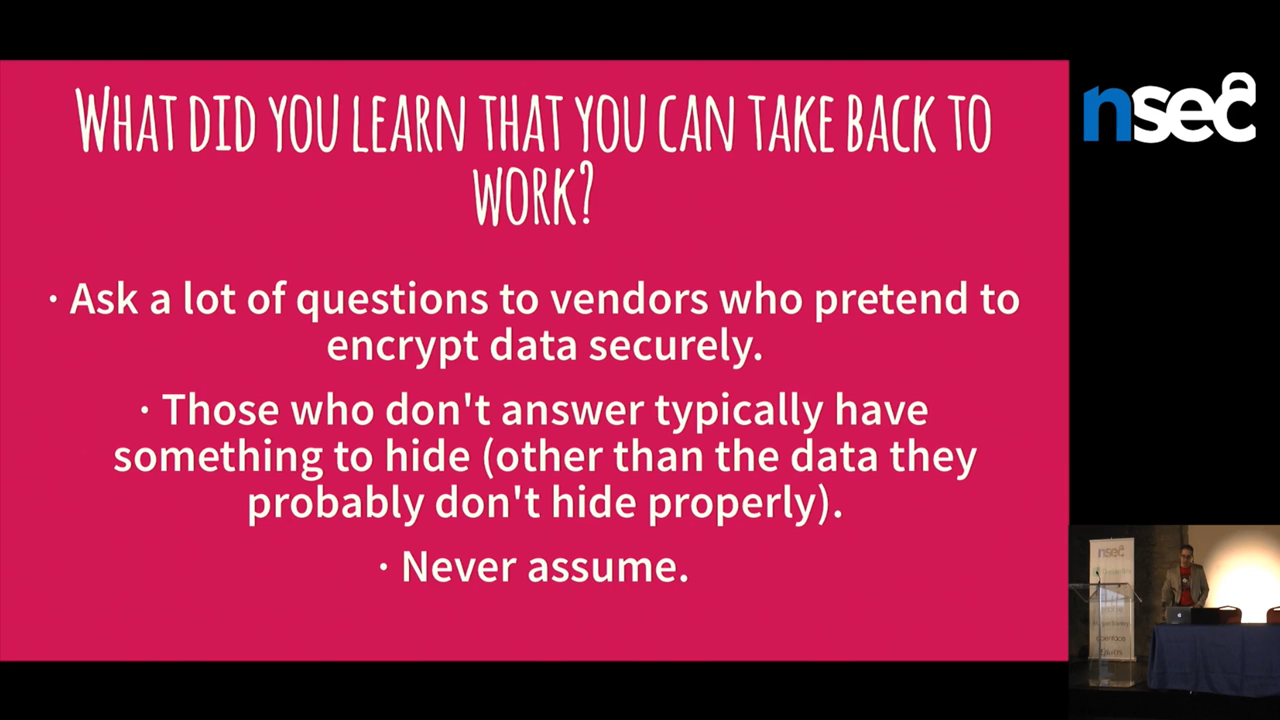 WHAT DID YOU LEARN THAT YOU CAN TAKE BACK TO
WORK?
· Ask a lot of questions to vendors who pretend to
encrypt data securely.
· Those who don't answer typically have
something to hide (other than the data they
probably don't hide properly).
· Never assume.
nsec
nsec